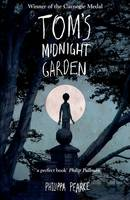 Winner of the Carnegie Medal
TOM'S
MIDNIGHT
GARDEN
'a perfect book' Philip Pullman
PHILIPPA PEARCE